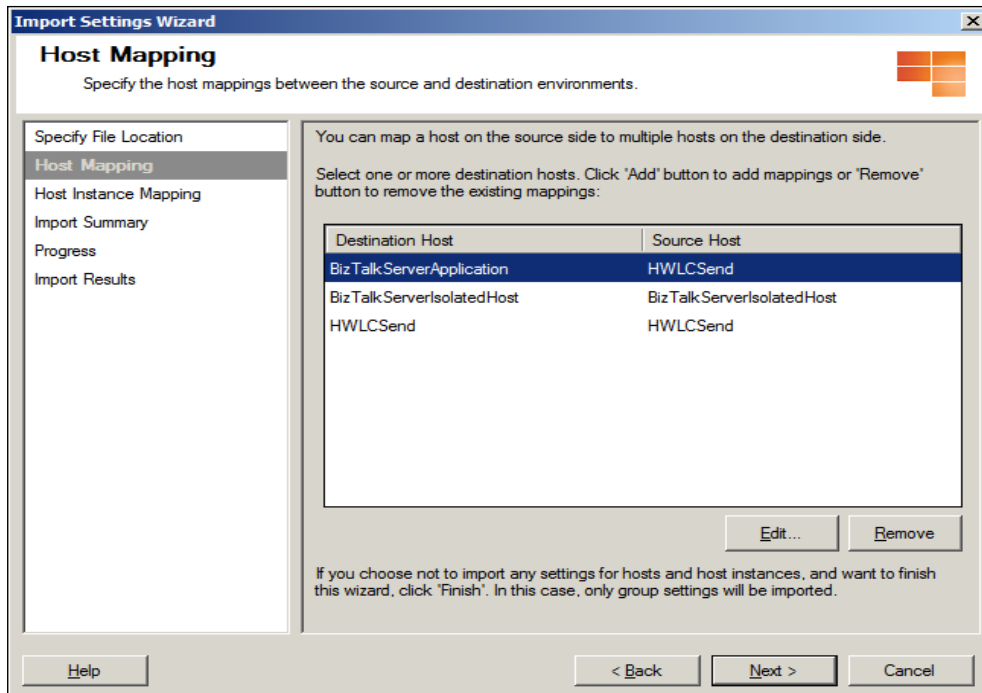 Import Settings Wizard
Host Mapping
Specify the host mappings between the source and destination environments.
Specify File Location
Host Mapping
Host Instance Mapping
Import Summary
Progress
Import Results
You can map a host on the source side to multiple hosts on the destination side.
Select one or more destination hosts. Click 'Add' button to add mappings or 'Remove'
button to remove the existing mappings:
Destination Host Source Host
BizTalkServerApplication HWLCSend
BizTalkServerIsolatedHost BizTalkServerIsolatedHost
HWLCSend HWLCSend
Edit... Remove
If you choose not to import any settings for hosts and host instances, and want to finish
this wizard, click 'Finish'. In this case, only group settings will be imported.
Help < Back Next > Cancel